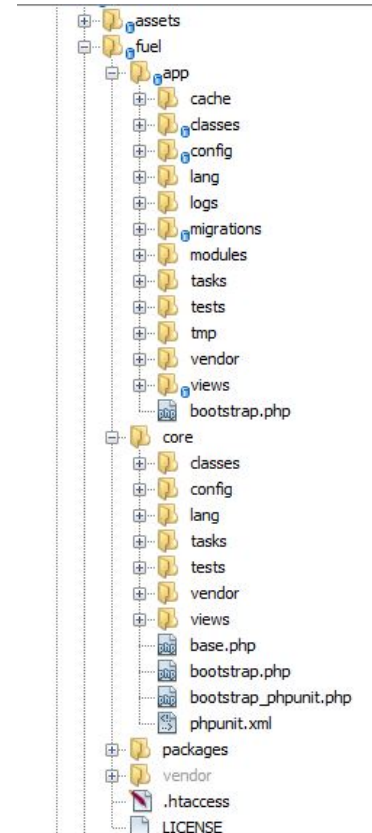 assets
fuel
app
cache
classes
config
lang
logs
migrations
modules
tasks
tests
tmp
vendor
views
bootstrap.php
core
classes
config
lang
tasks
tests
vendor
views
base.php
bootstrap.php
bootstrap_phpunit.php
phpunit.xml
packages
vendor
.htaccess
LICENSE